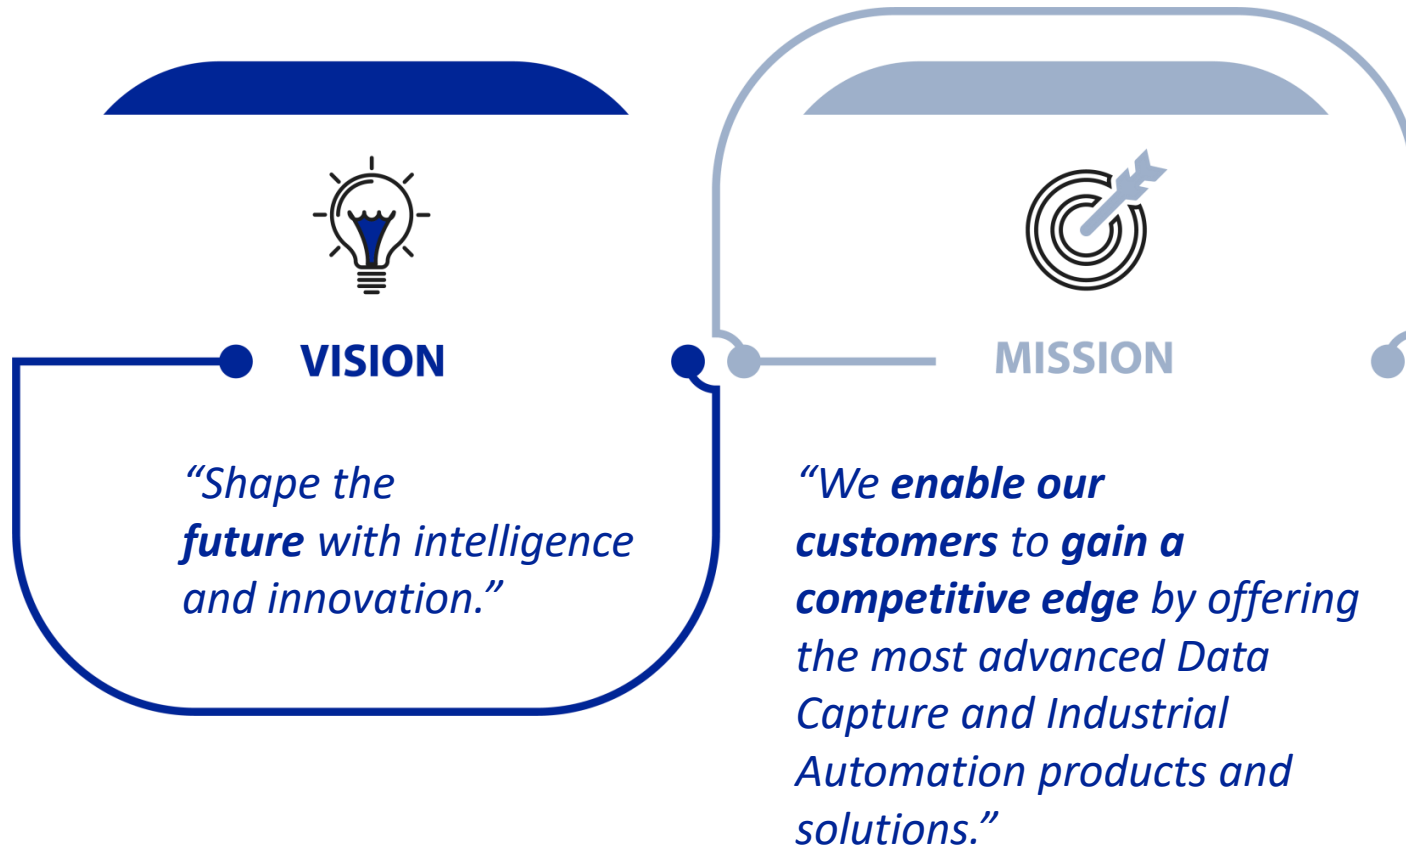 VISION
“Shape the
future with intelligence
and innovation.”
MISSION
“We enable our
customers to gain a
competitive edge by offering
the most advanced Data
Capture and Industrial
Automation products and
solutions.”